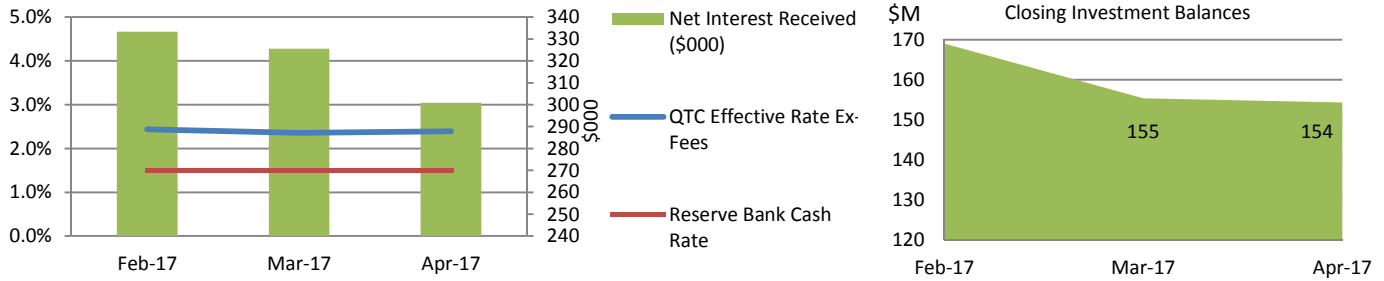 5.0%
4.0%
3.0%
2.0%
1.0%
0.0%
Feb-17
Mar-17
Apr-17
340
330
320
310
300
290
280
270
260
250
240
$000
Net Interest Received
($000)
QTC Effective Rate Ex-
Fees
Reserve Bank Cash
Rate
$M
Closing Investment Balances
170
160
150
140
130
120
155
154
Feb-17
Mar-17
Apr-17